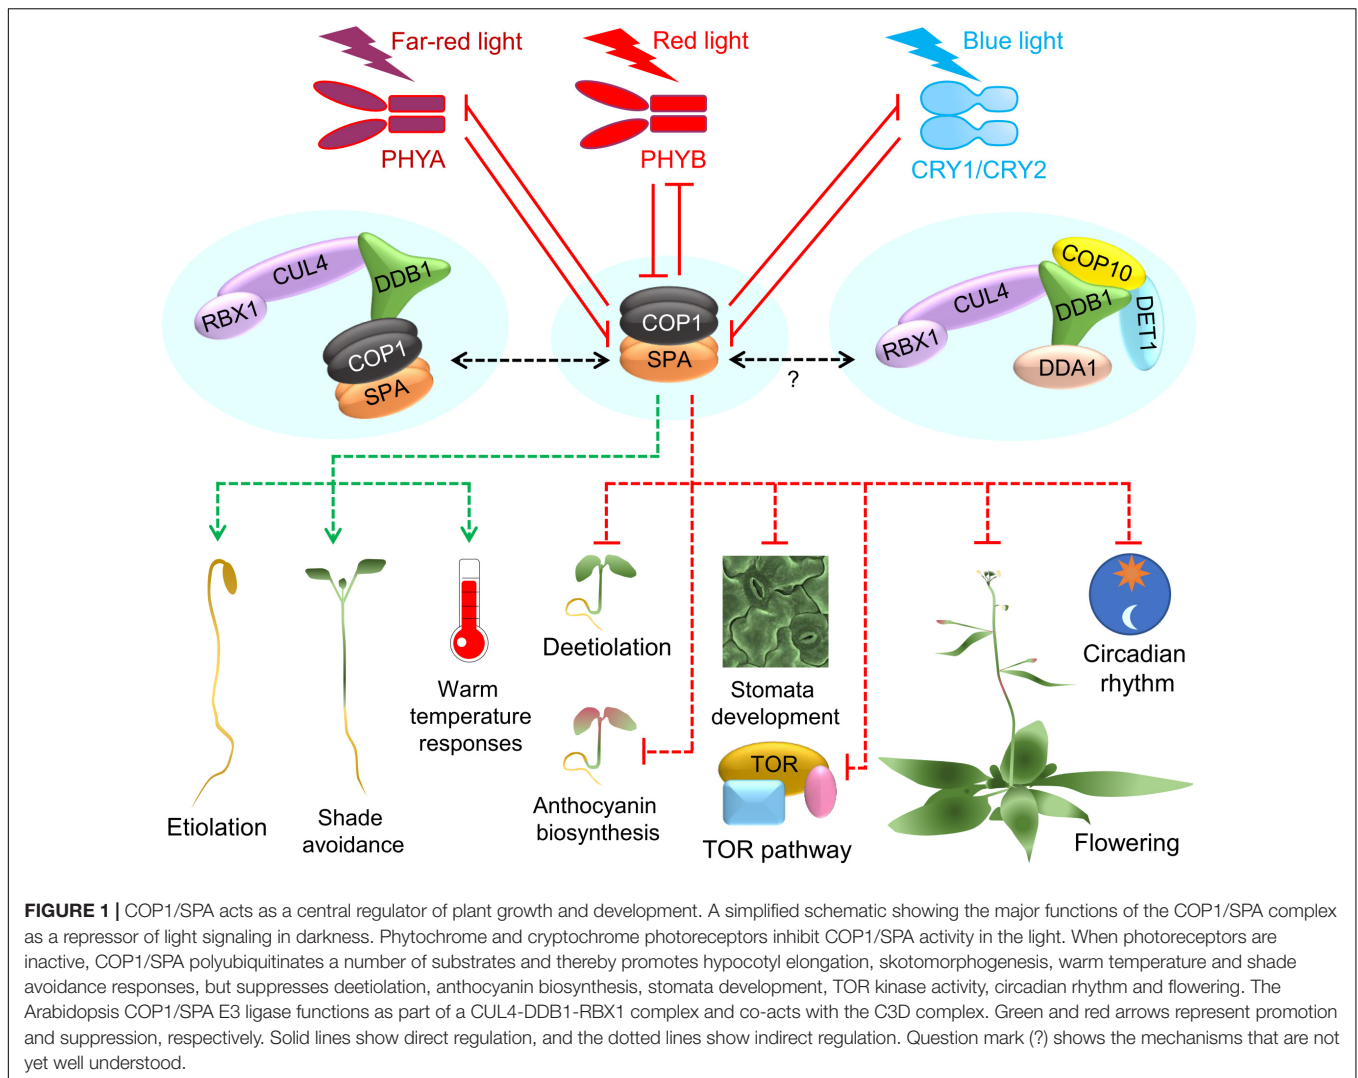 Far-red light
Red light
Blue light
PHYA
PHYB
CRY1/CRY2
CUL4
DDB1
RBX1
COP1
SPA
COP1
SPA
?
COP10
CUL4
DDB1
DET1
RBX1
DDA1
Etiolation
Shade
avoidance
Warm
temperature
responses
Deetiolation
Anthocyanin
biosynthesis
Stomata
development
TOR
TOR pathway
Flowering
Circadian
rhythm
FIGURE 1 | COP1/SPA acts as a central regulator of plant growth and development. A simplified schematic showing the major functions of the COP1/SPA complex
as a repressor of light signaling in darkness. Phytochrome and cryptochrome photoreceptors inhibit COP1/SPA activity in the light. When photoreceptors are
inactive, COP1/SPA polyubiquitinates a number of substrates and thereby promotes hypocotyl elongation, skotomorphogenesis, warm temperature and shade
avoidance responses, but suppresses deetiolation, anthocyanin biosynthesis, stomata development, TOR kinase activity, circadian rhythm and flowering. The
Arabidopsis COP1/SPA E3 ligase functions as part of a CUL4-DDB1-RBX1 complex and co-acts with the C3D complex. Green and red arrows represent promotion
and suppression, respectively. Solid lines show direct regulation, and the dotted lines show indirect regulation. Question mark (?) shows the mechanisms that are not
yet well understood.